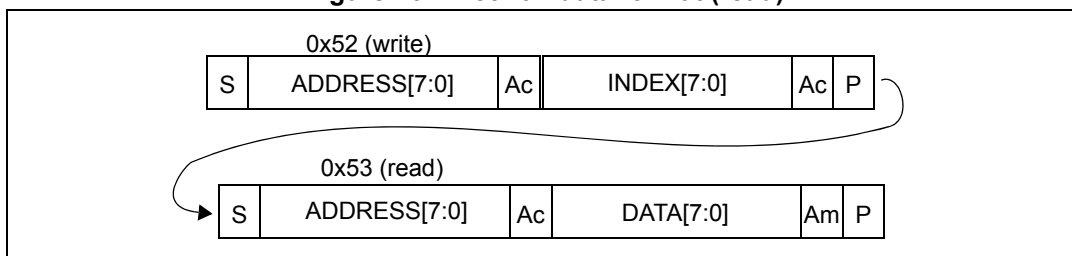 0x52 (write)
S ADDRESS[7:0] Ac INDEX[7:0] Ac P
0x53 (read)
S ADDRESS[7:0] Ac DATA[7:0] Am P